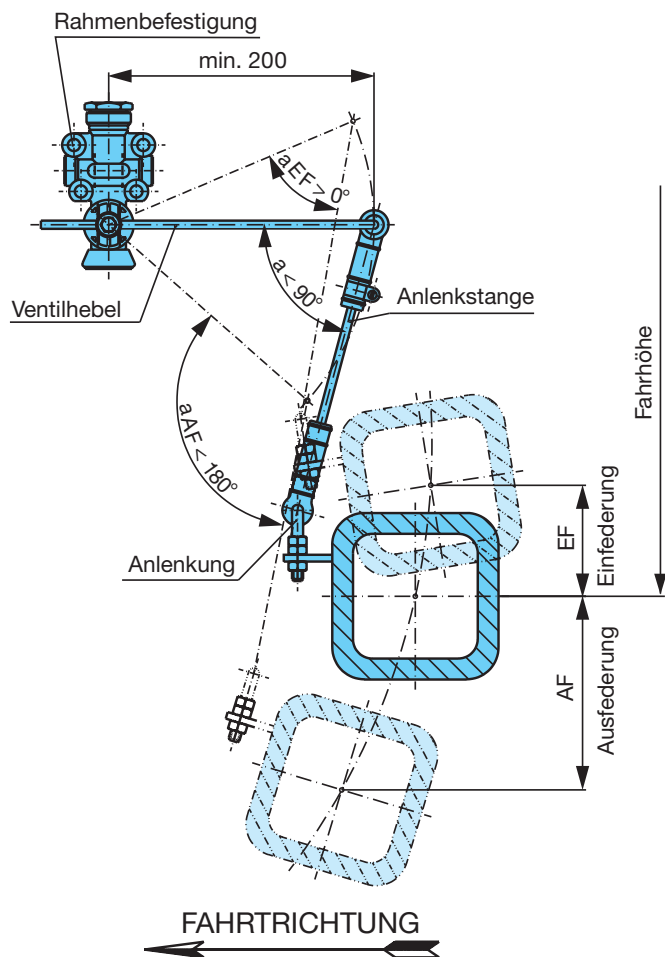 Rahmenbefestigung
min. 200
aEF > 0°
Ventilhebel
a < 90°
Anlenkstange
Fahrhöhe
aAF < 180°
Anlenkung
EF
Einfederung
AF
Ausfederung
FAHRTRICHTUNG